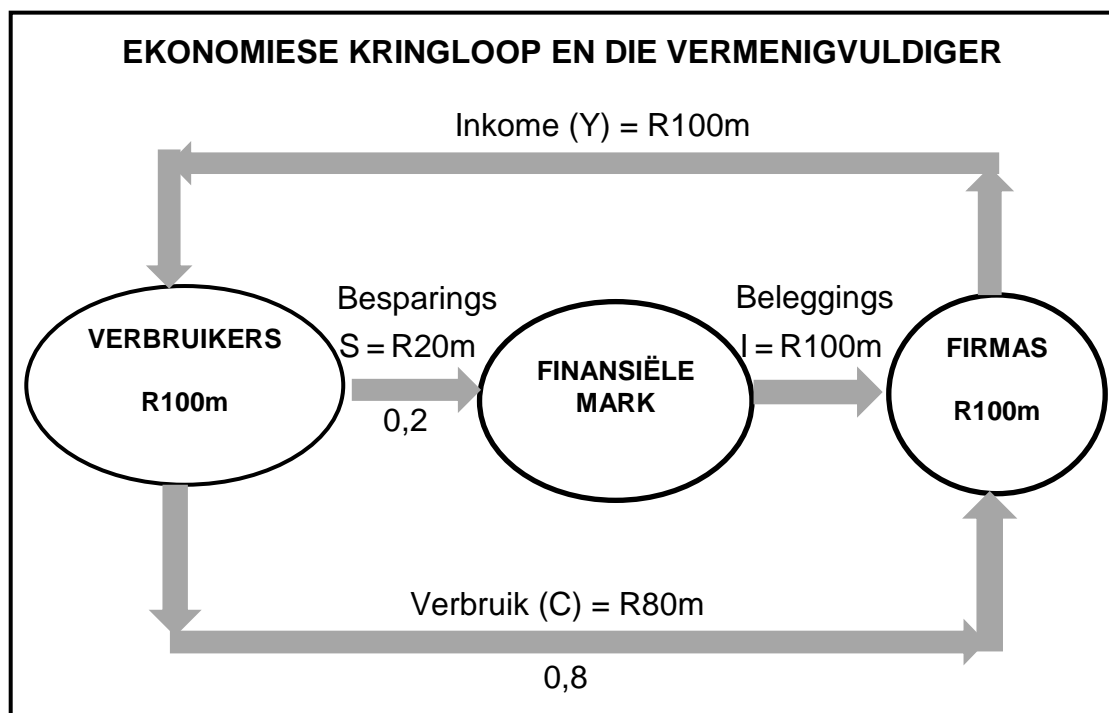 EKONOMIESE KRINGLOOP EN DIE VERMENIGVULDIGER
Inkome (Y) = R100m
VERBRUIKERS
R100m
Besparings
S = R20m
0,2
FINANSIËLE
MARK
Beleggings
I = R100m
FIRMAS
R100m
Verbruik (C) = R80m
0,8